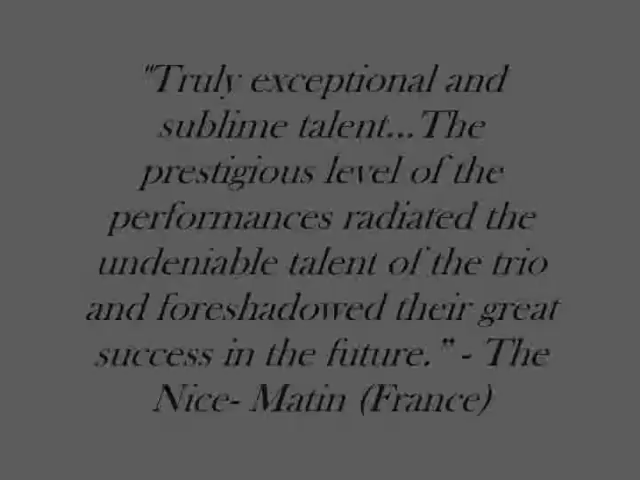 "Truly exceptional and
sublime talent...The
prestigious level of the
performances radiated the
undeniable talent of the trio
and foreshadowed their great
success in the future.” - The
Nice- Matin (France)